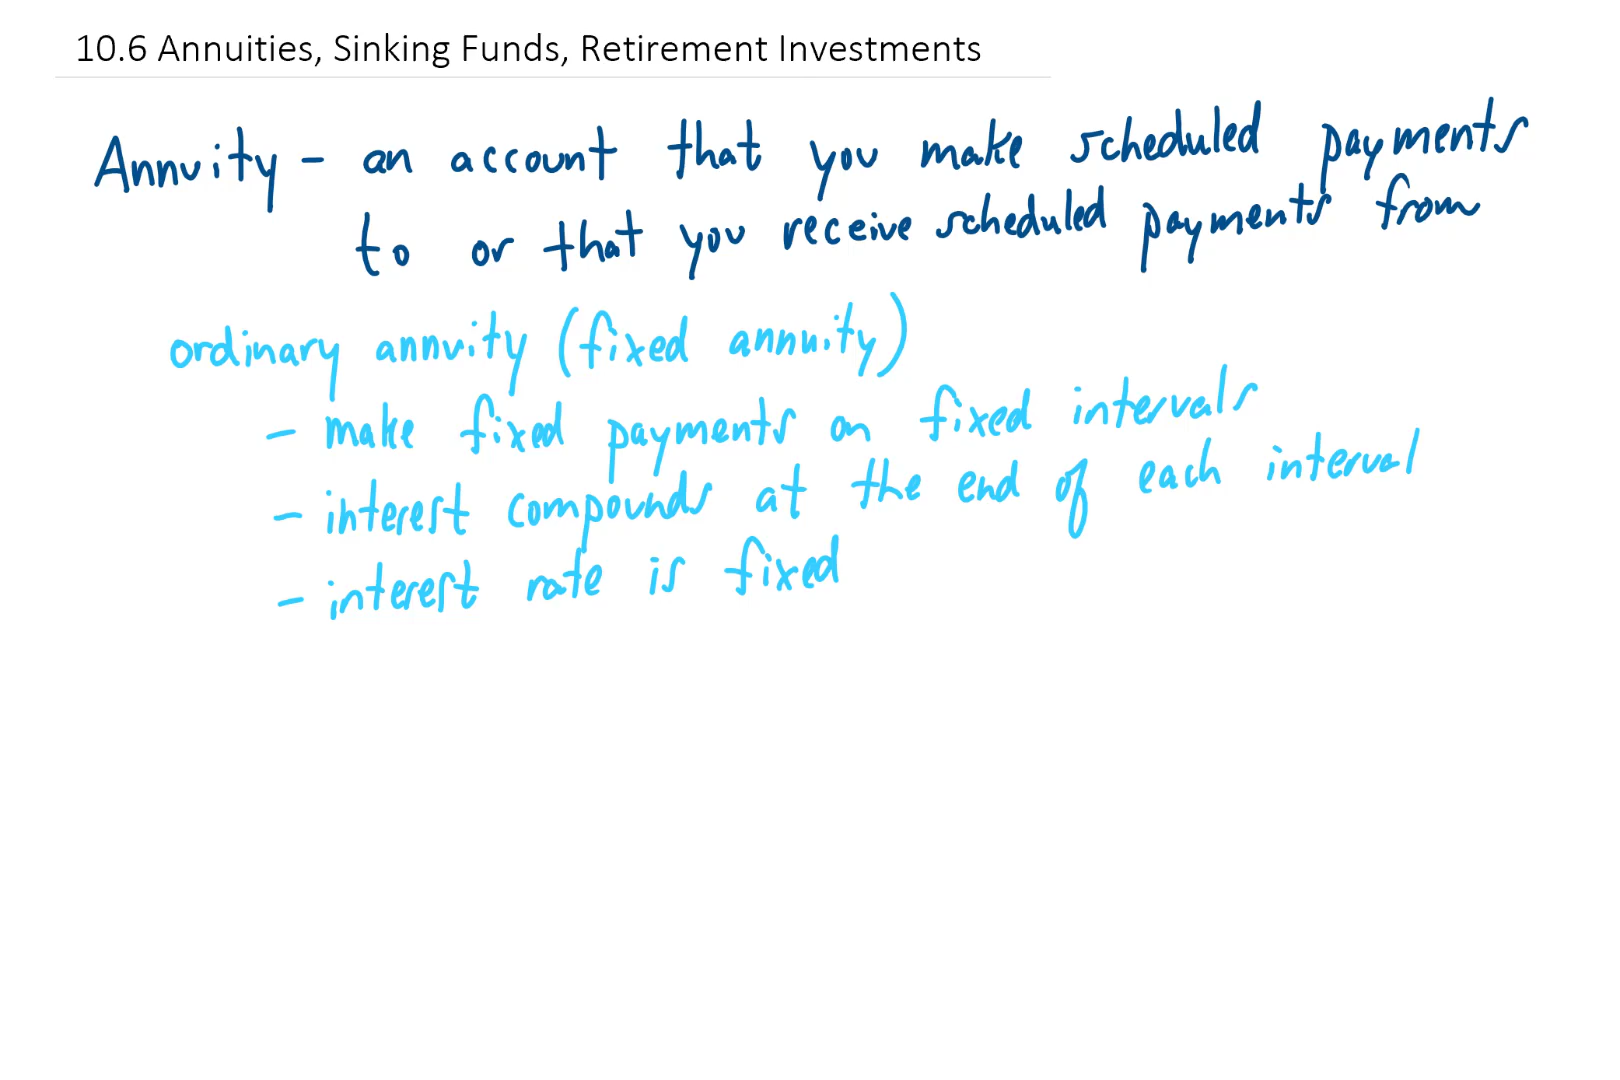 10.6 Annuities, Sinking Funds, Retirement Investments
Annuity - an account that you make scheduled payments
to or that you receive scheduled payments from
ordinary annuity (fixed annuity)
- make fixed payments on fixed intervals
- interest compounds at the end of each interval
- interest rate is fixed